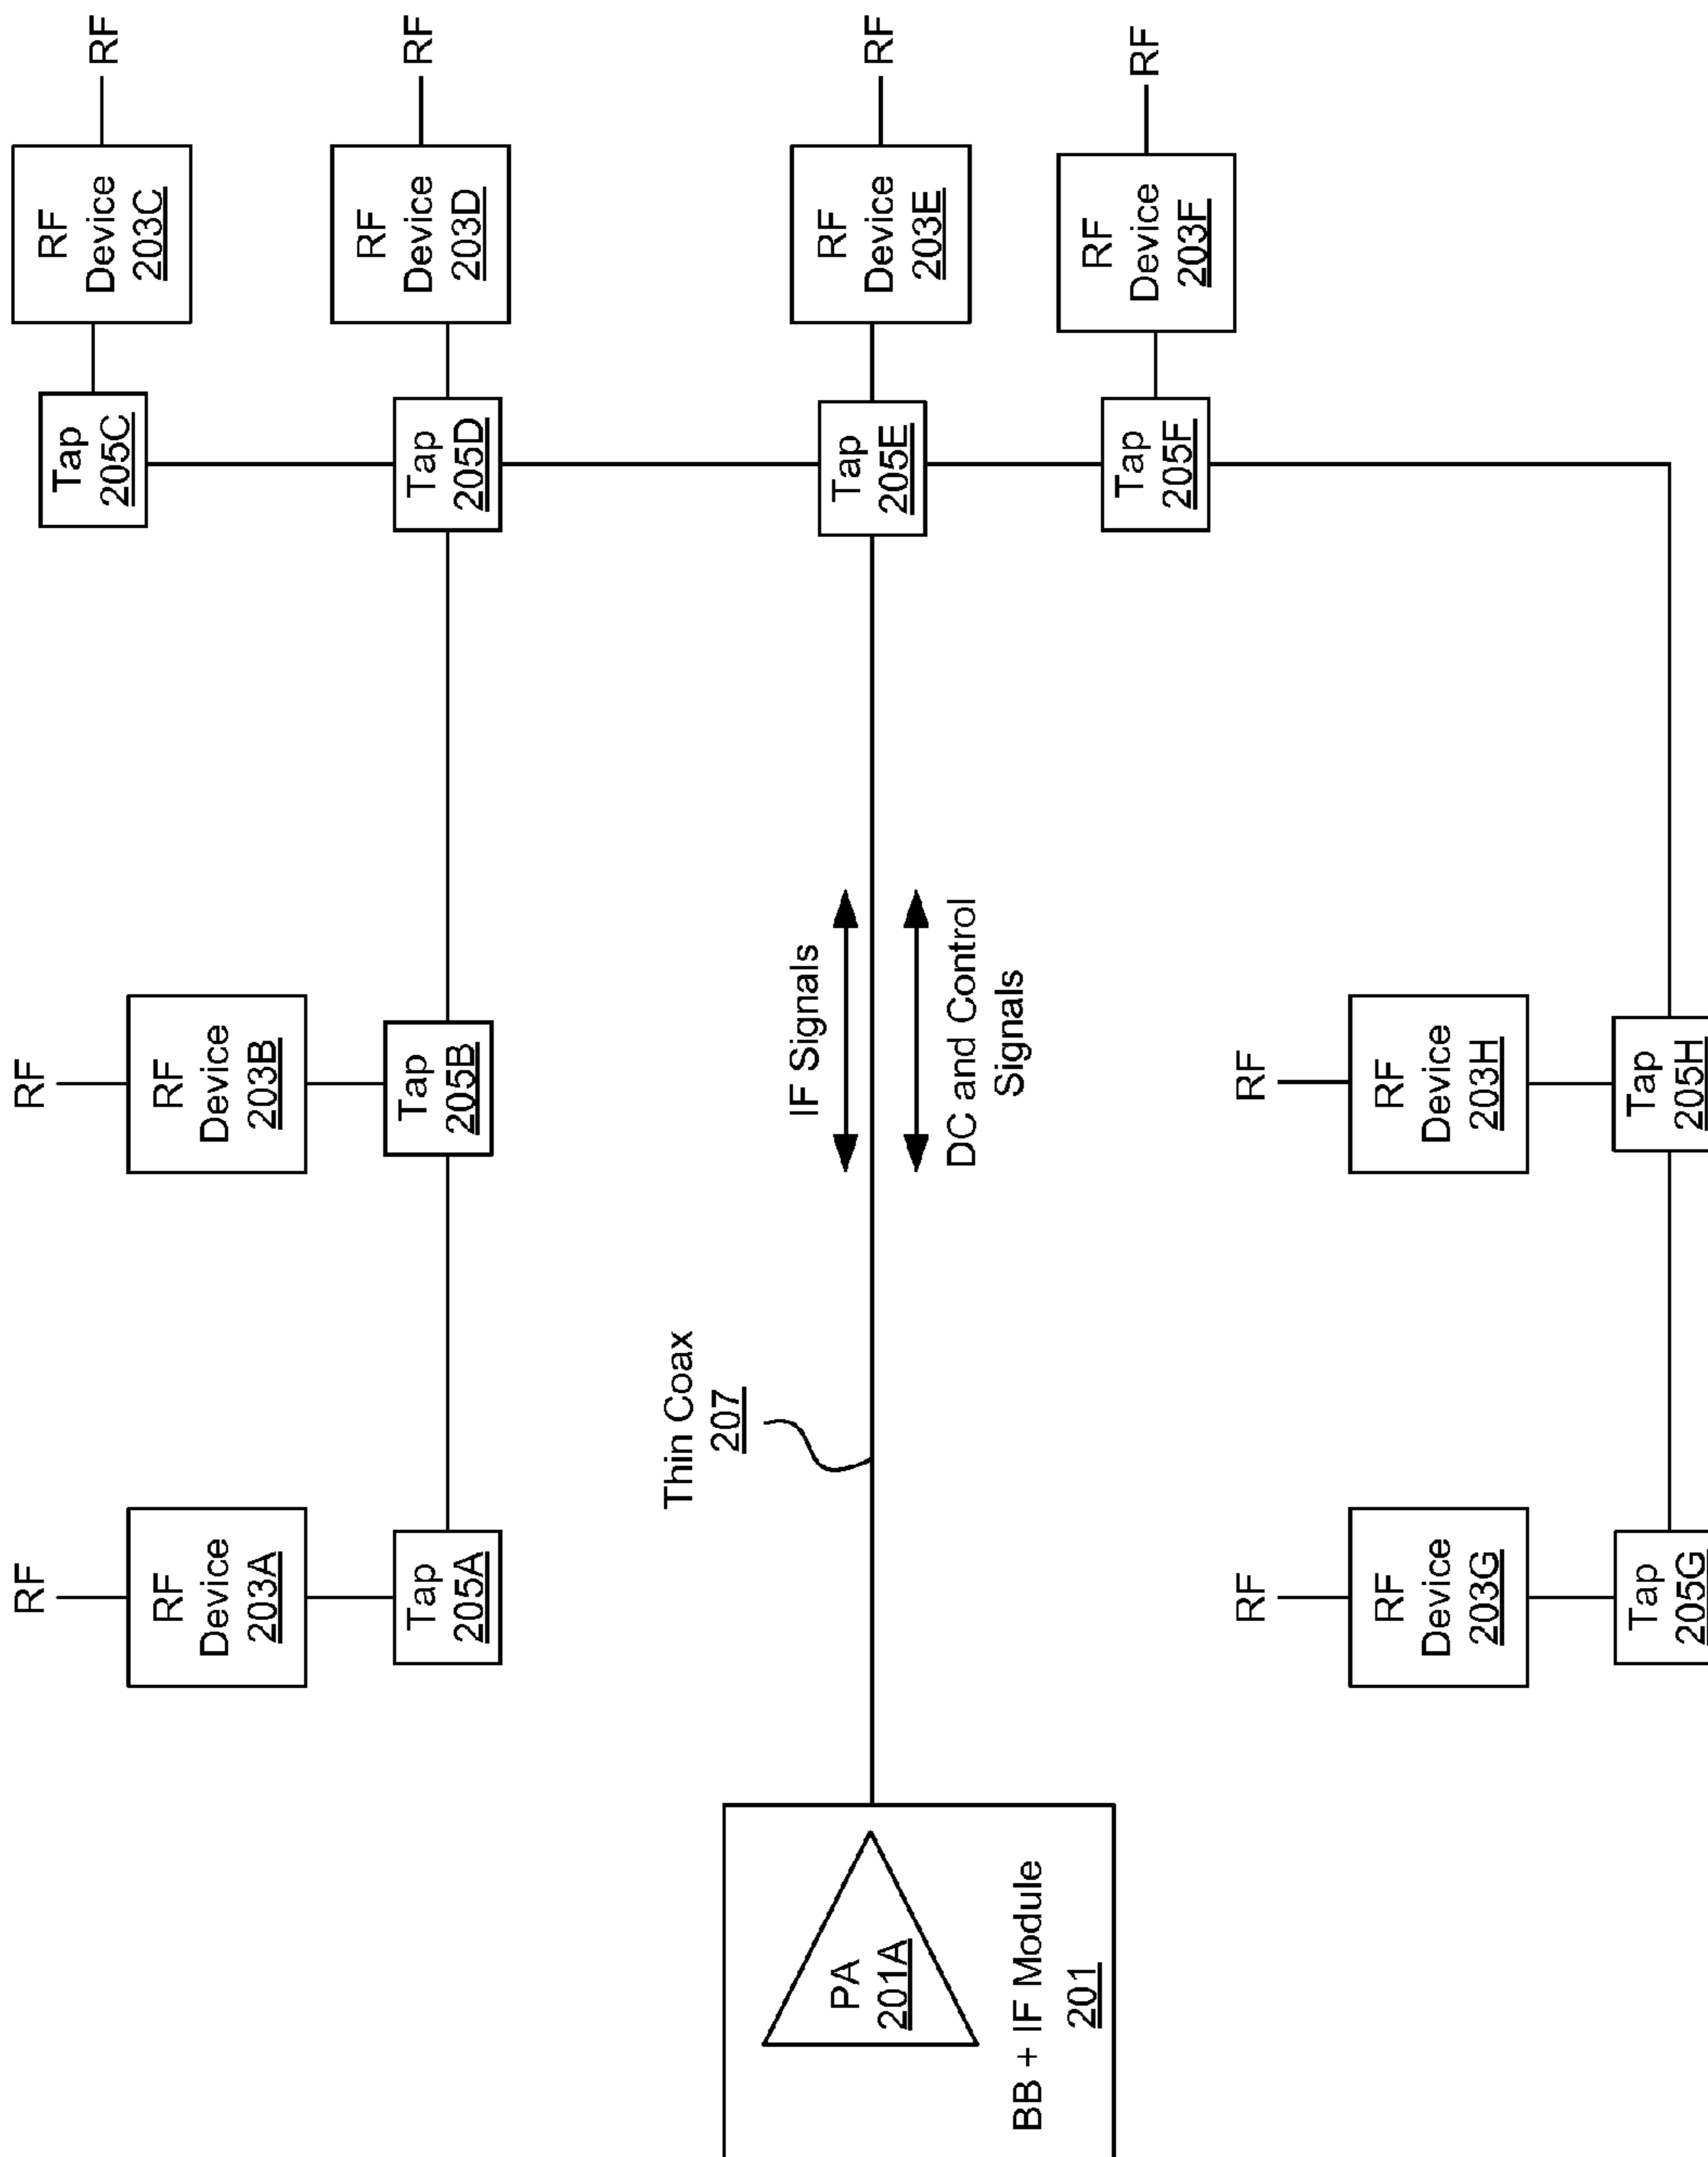 RF
RF
RF
Device
203C
RF
Tap
205C
RF
Device
203A
RF
Device
203B
Tap
205A
Tap
205B
Tap
205D
RF
Device
203D
RF
Thin Coax
207
IF Signals
DC and Control
Signals
PA
201A
BB + IF Module
201
Tap
205E
RF
Device
203E
RF
Tap
205F
RF
Device
203F
RF
RF
RF
RF
Device
203G
RF
Device
203H
Tap
205G
Tap
205H